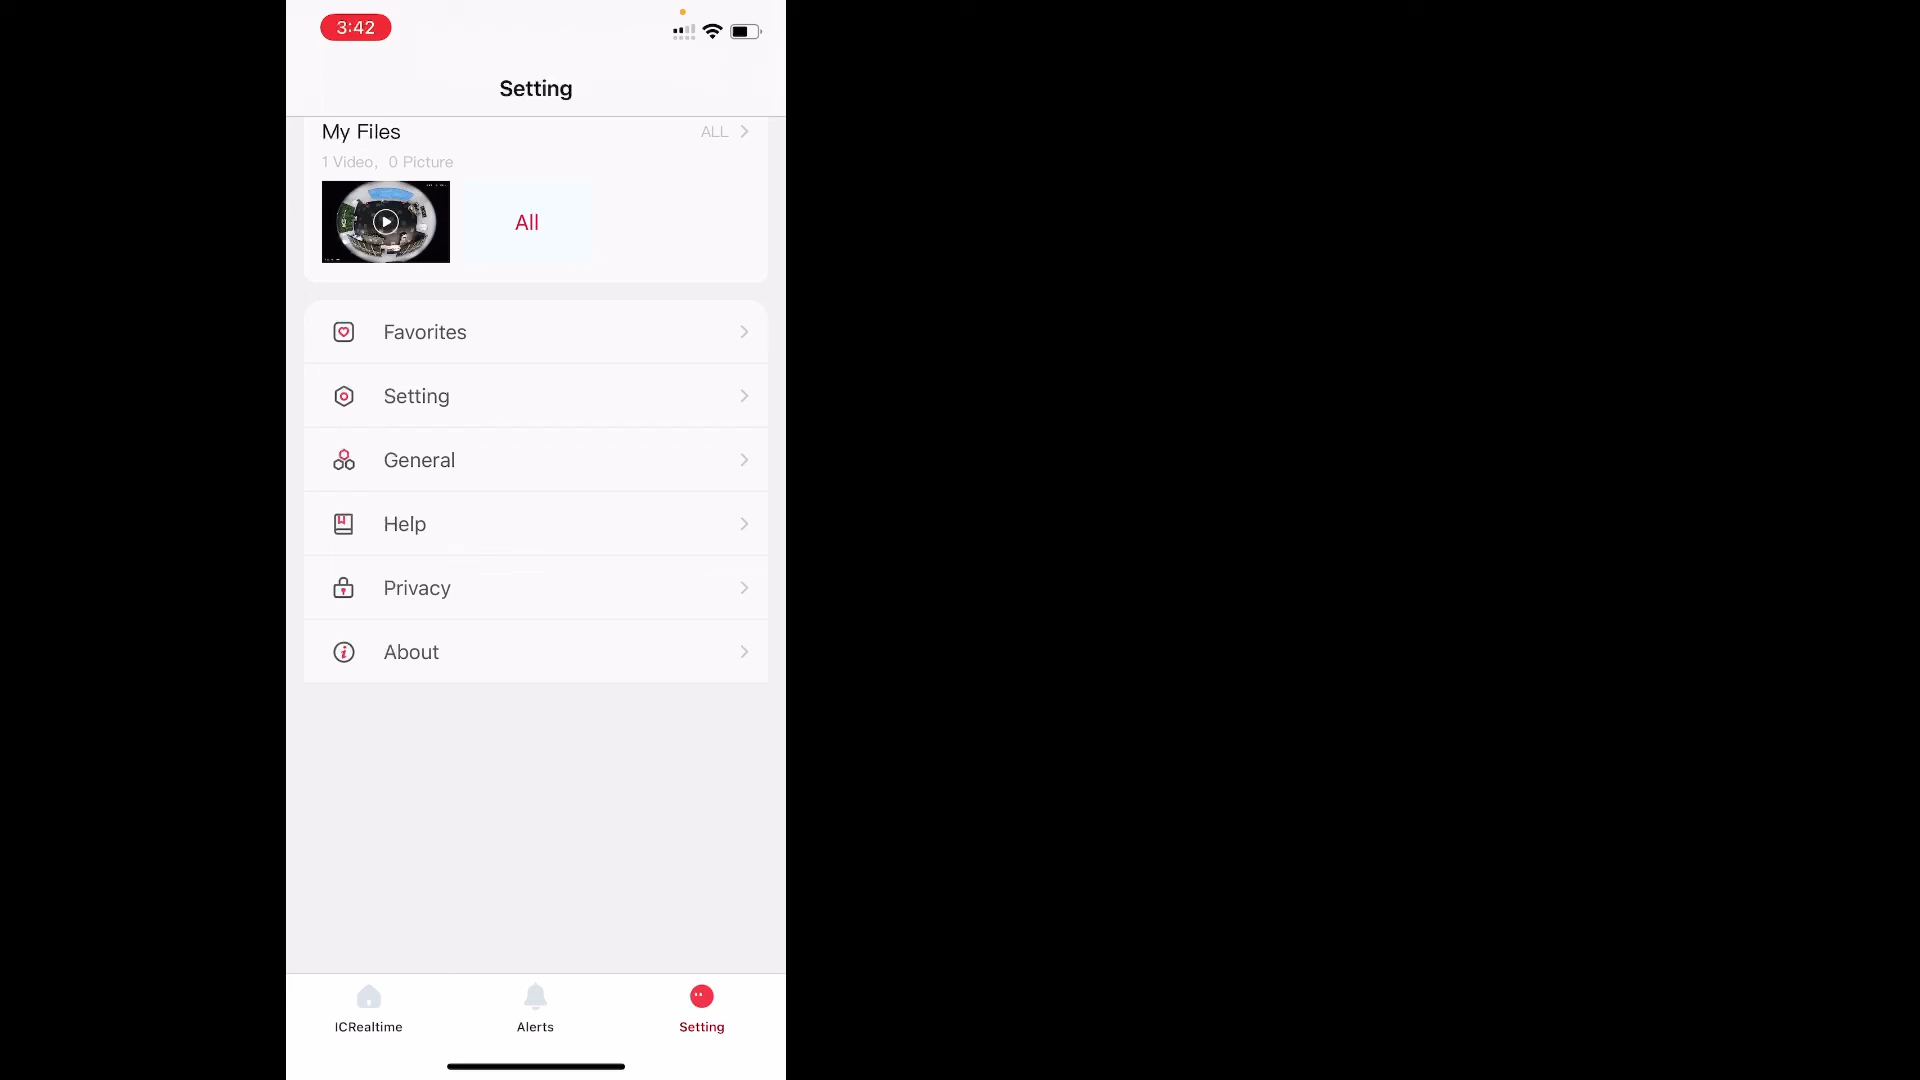 3:42
Setting
My Files
ALL
1 Video, 0 Picture
All
Favorites
Setting
General
Help
Privacy
About
ICRealtime
Alerts
Setting